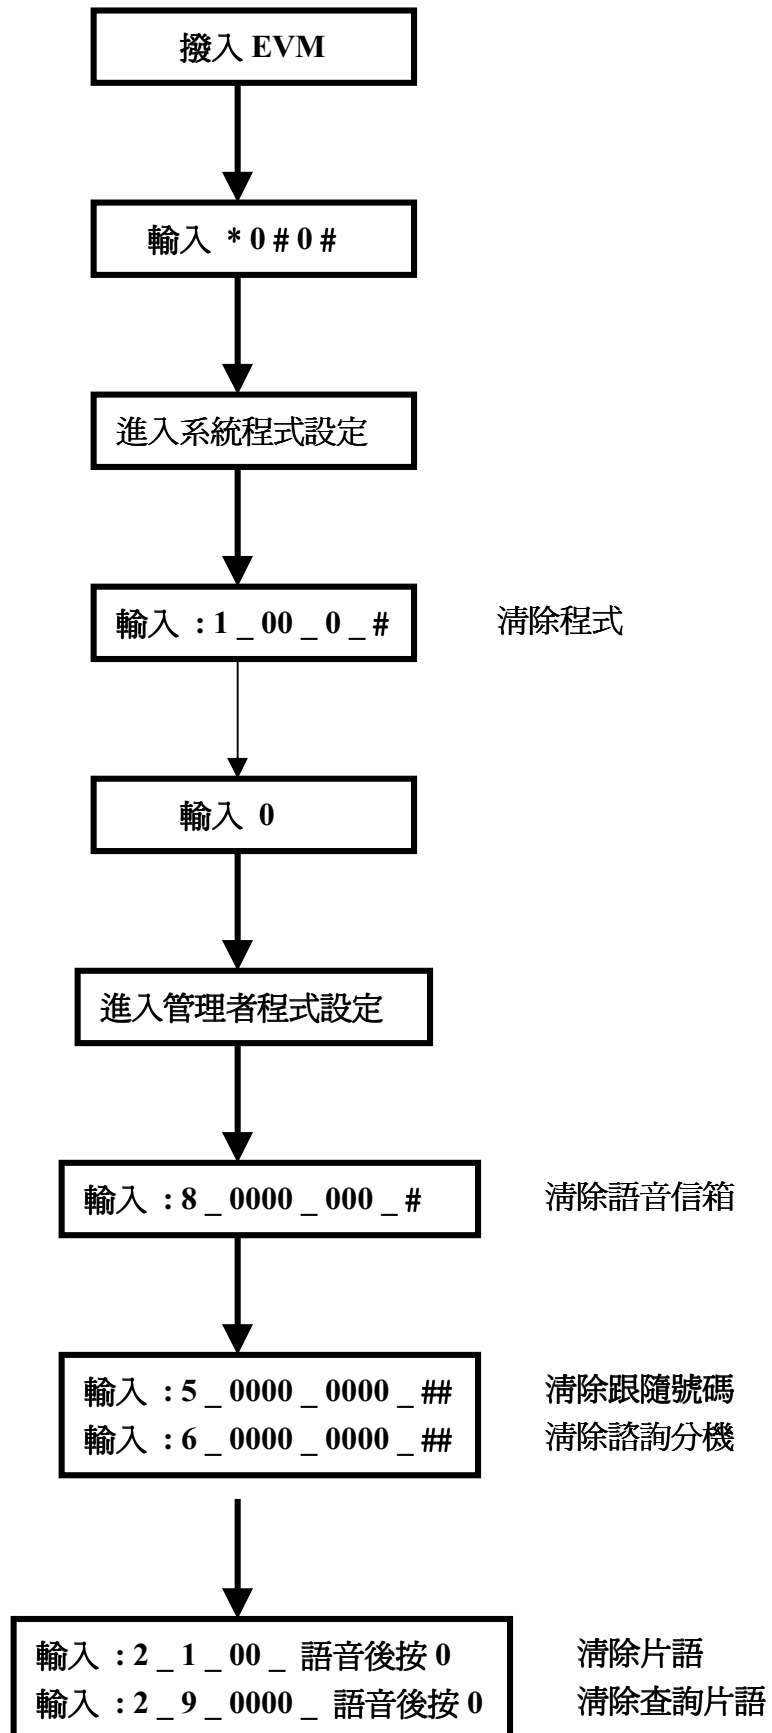 撥入 EVM
輸入 * 0 # 0 #
進入系統程式設定
輸入 : 1 _ 00 _ 0 _ # 清除程式
輸入 0
進入管理者程式設定
輸入 : 8 _ 0000 _ 000 _ # 清除語音信箱
輸入 : 5 _ 0000 _ 0000 _ ## 清除跟隨號碼
輸入 : 6 _ 0000 _ 0000 _ ## 清除諮詢分機
輸入 : 2 _ 1 _ 00 _ 語音後按 0 清除片語
輸入 : 2 _ 9 _ 0000 _ 語音後按 0 清除查詢片語